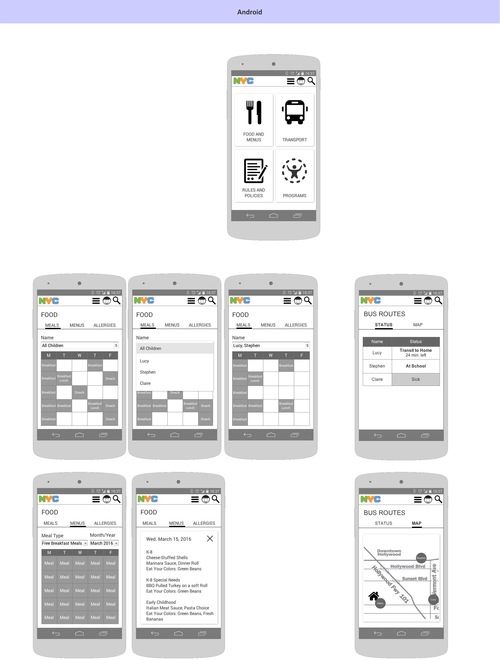 Android
NYC
FOOD AND
MENUS
TRANSPORT
RULES AND
POLICIES
PROGRAMS
NYC
FOOD
MEALS MENUS ALLERGIES
Name
All Children
M T W T F
Breakfast Breakfast
Breakfast Breakfast Snack
Lunch
Breakfast Snack
Breakfast Breakfast Breakfast Snack
Lunch
Breakfast
NYC
FOOD
MEALS MENUS ALLERGIES
Name
All Children
Lucy
Stephen
Claire
Breakfast Breakfast Breakfast Snack
Lunch
Breakfast
NYC
FOOD
MEALS MENUS ALLERGIES
Name
Lucy, Stephen
M T W T F
Breakfast Breakfast
Breakfast Breakfast
Lunch
Breakfast
Breakfast Breakfast Breakfast
Lunch
Breakfast
NYC
BUS ROUTES
STATUS MAP
Name Status
Lucy Transit to Home
24 min. left
Stephen At School
Claire Sick
NYC
FOOD
MEALS MENUS ALLERGIES
Meal Type Month/Year
Free Breakfast Meals March 2016
M T W T F
Meal Meal Meal Meal Meal
Meal Meal Meal Meal Meal
Meal Meal Meal Meal Meal
Meal Meal Meal Meal Meal
Meal Meal Meal Meal Meal
NYC
FOOD
MEALS MENUS ALLERGIES
Wed. March 15, 2016
K-8
Cheese-Stuffed Shells
Marinara Sauce, Dinner Roll
Eat Your Colors: Green Beans
K-8 Special Needs
BBQ Pulled Turkey on a soft Roll
Eat Your Colors: Green Beans
Early Childhood
Italian Meat Sauce, Pasta Choice
Eat Your Colors: Green Beans, Fresh
Bananas
NYC
BUS ROUTES
STATUS MAP
Downtown
Hollywood
Hollywood Blvd
Sunset Blvd
Hollywood Fwy